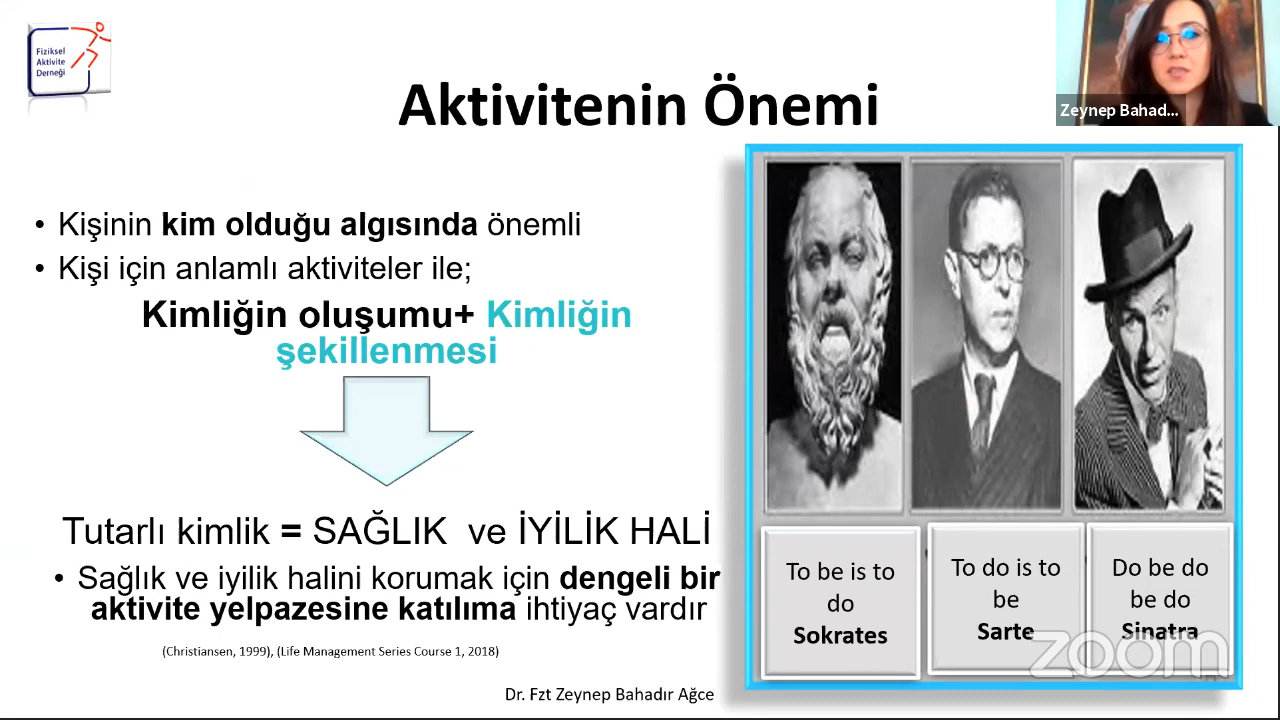 Fiziksel
Aktivite
Derneği
Aktivitenin Önemi
Zeynep Bahad...
• Kişinin kim olduğu algısında önemli
• Kişi için anlamlı aktiviteler ile;
Kimliğin oluşumu+ Kimliğin
şekillenmesi
Tutarlı kimlik = SAĞLIK ve İYİLİK HALİ
• Sağlık ve iyilik halini korumak için dengeli bir
aktivite yelpazesine katılıma ihtiyaç vardır
(Christiansen, 1999), (Life Management Series Course 1, 2018)
Dr. Fzt Zeynep Bahadır Ağce
To be is to
do
Sokrates
To do is to
be
Sarte
Do be do
be do
Sinatra
zoom